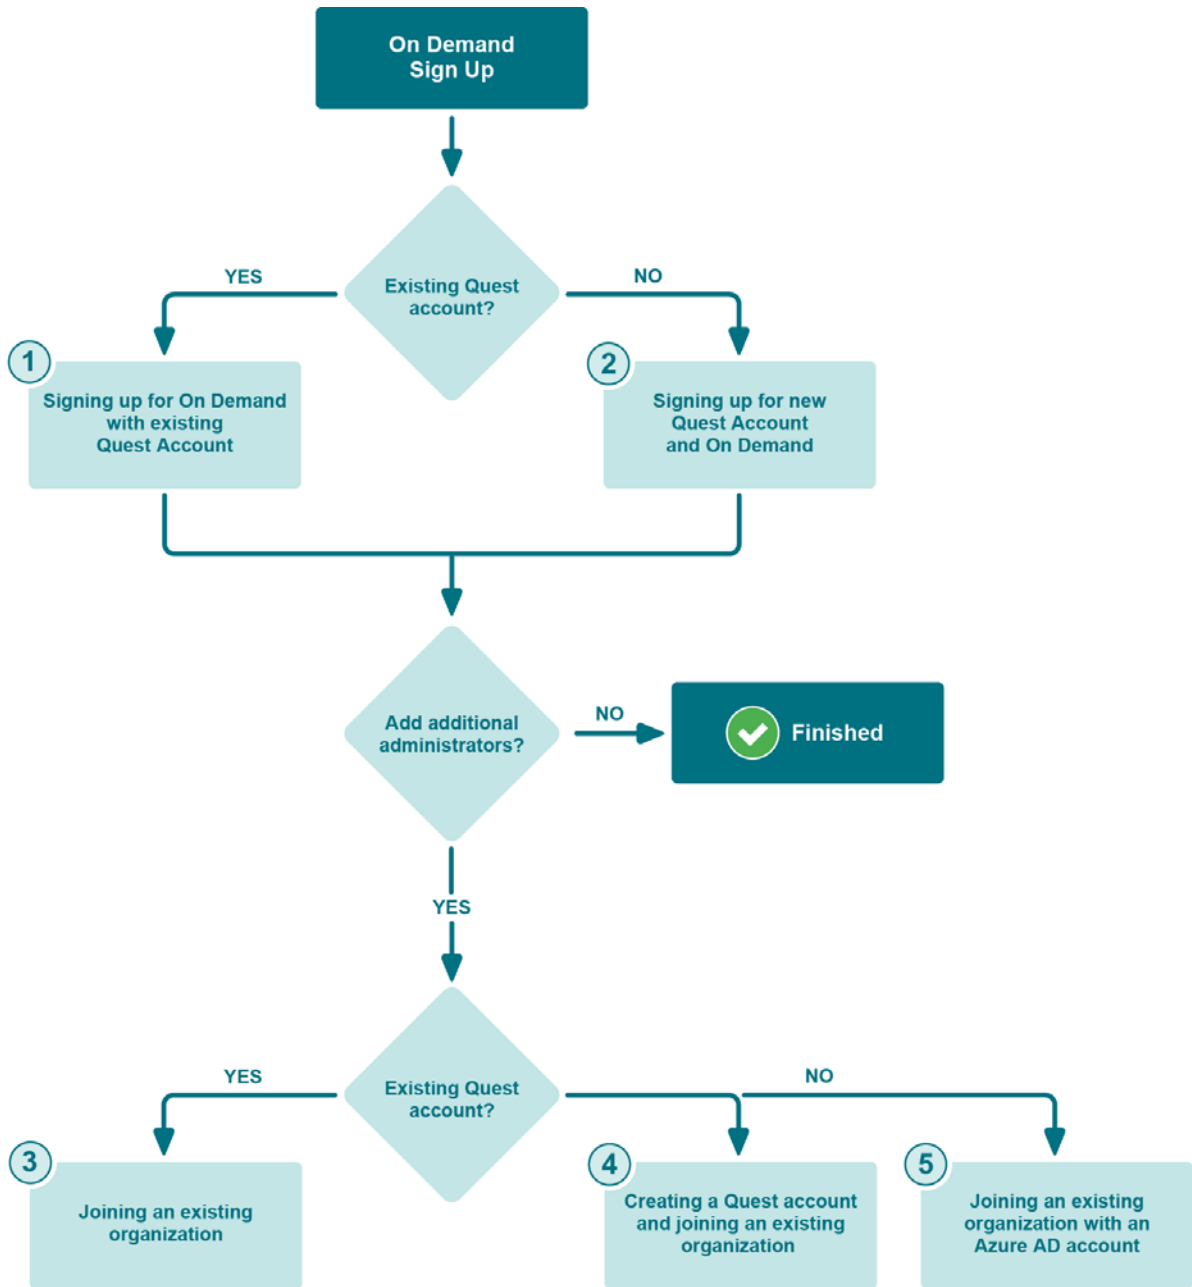 On Demand
Sign Up
Existing Quest
account?
YES
NO
1
Signing up for On Demand
with existing
Quest Account
2
Signing up for new
Quest Account
and On Demand
Add additional
administrators?
NO
Finished
YES
Existing Quest
account?
YES
NO
3
Joining an existing
organization
4
Creating a Quest account
and joining an existing
organization
5
Joining an existing
organization with an
Azure AD account